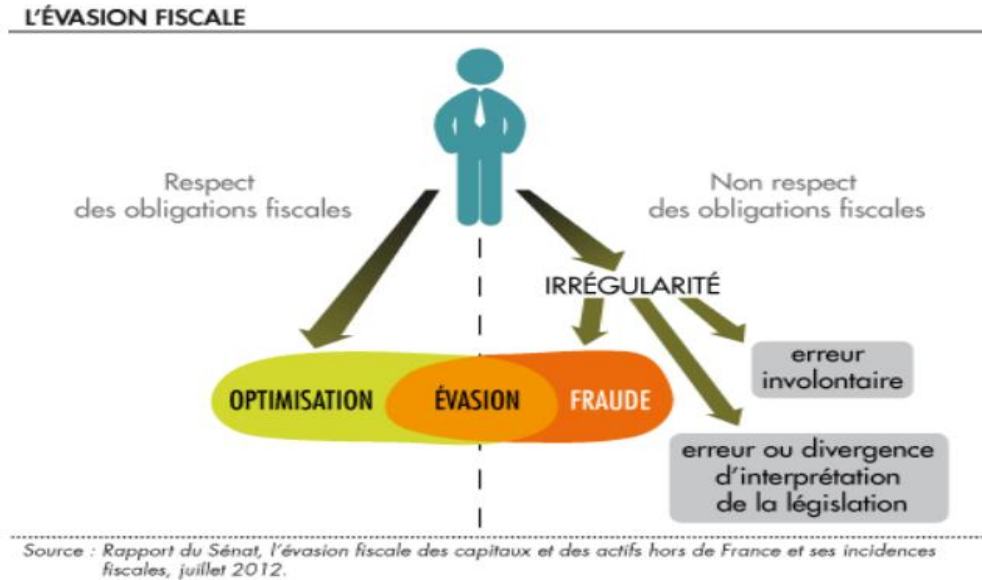 L'ÉVASION FISCALE
Respect
des obligations fiscales
Non respect
des obligations fiscales
IRRÉGULARITÉ
OPTIMISATION
ÉVASION
FRAUDE
erreur
involontaire
erreur ou divergence
d'interprétation
de la législation
Source : Rapport du Sénat, l'évasion fiscale des capitaux et des actifs hors de France et ses incidences
fiscales, juillet 2012.